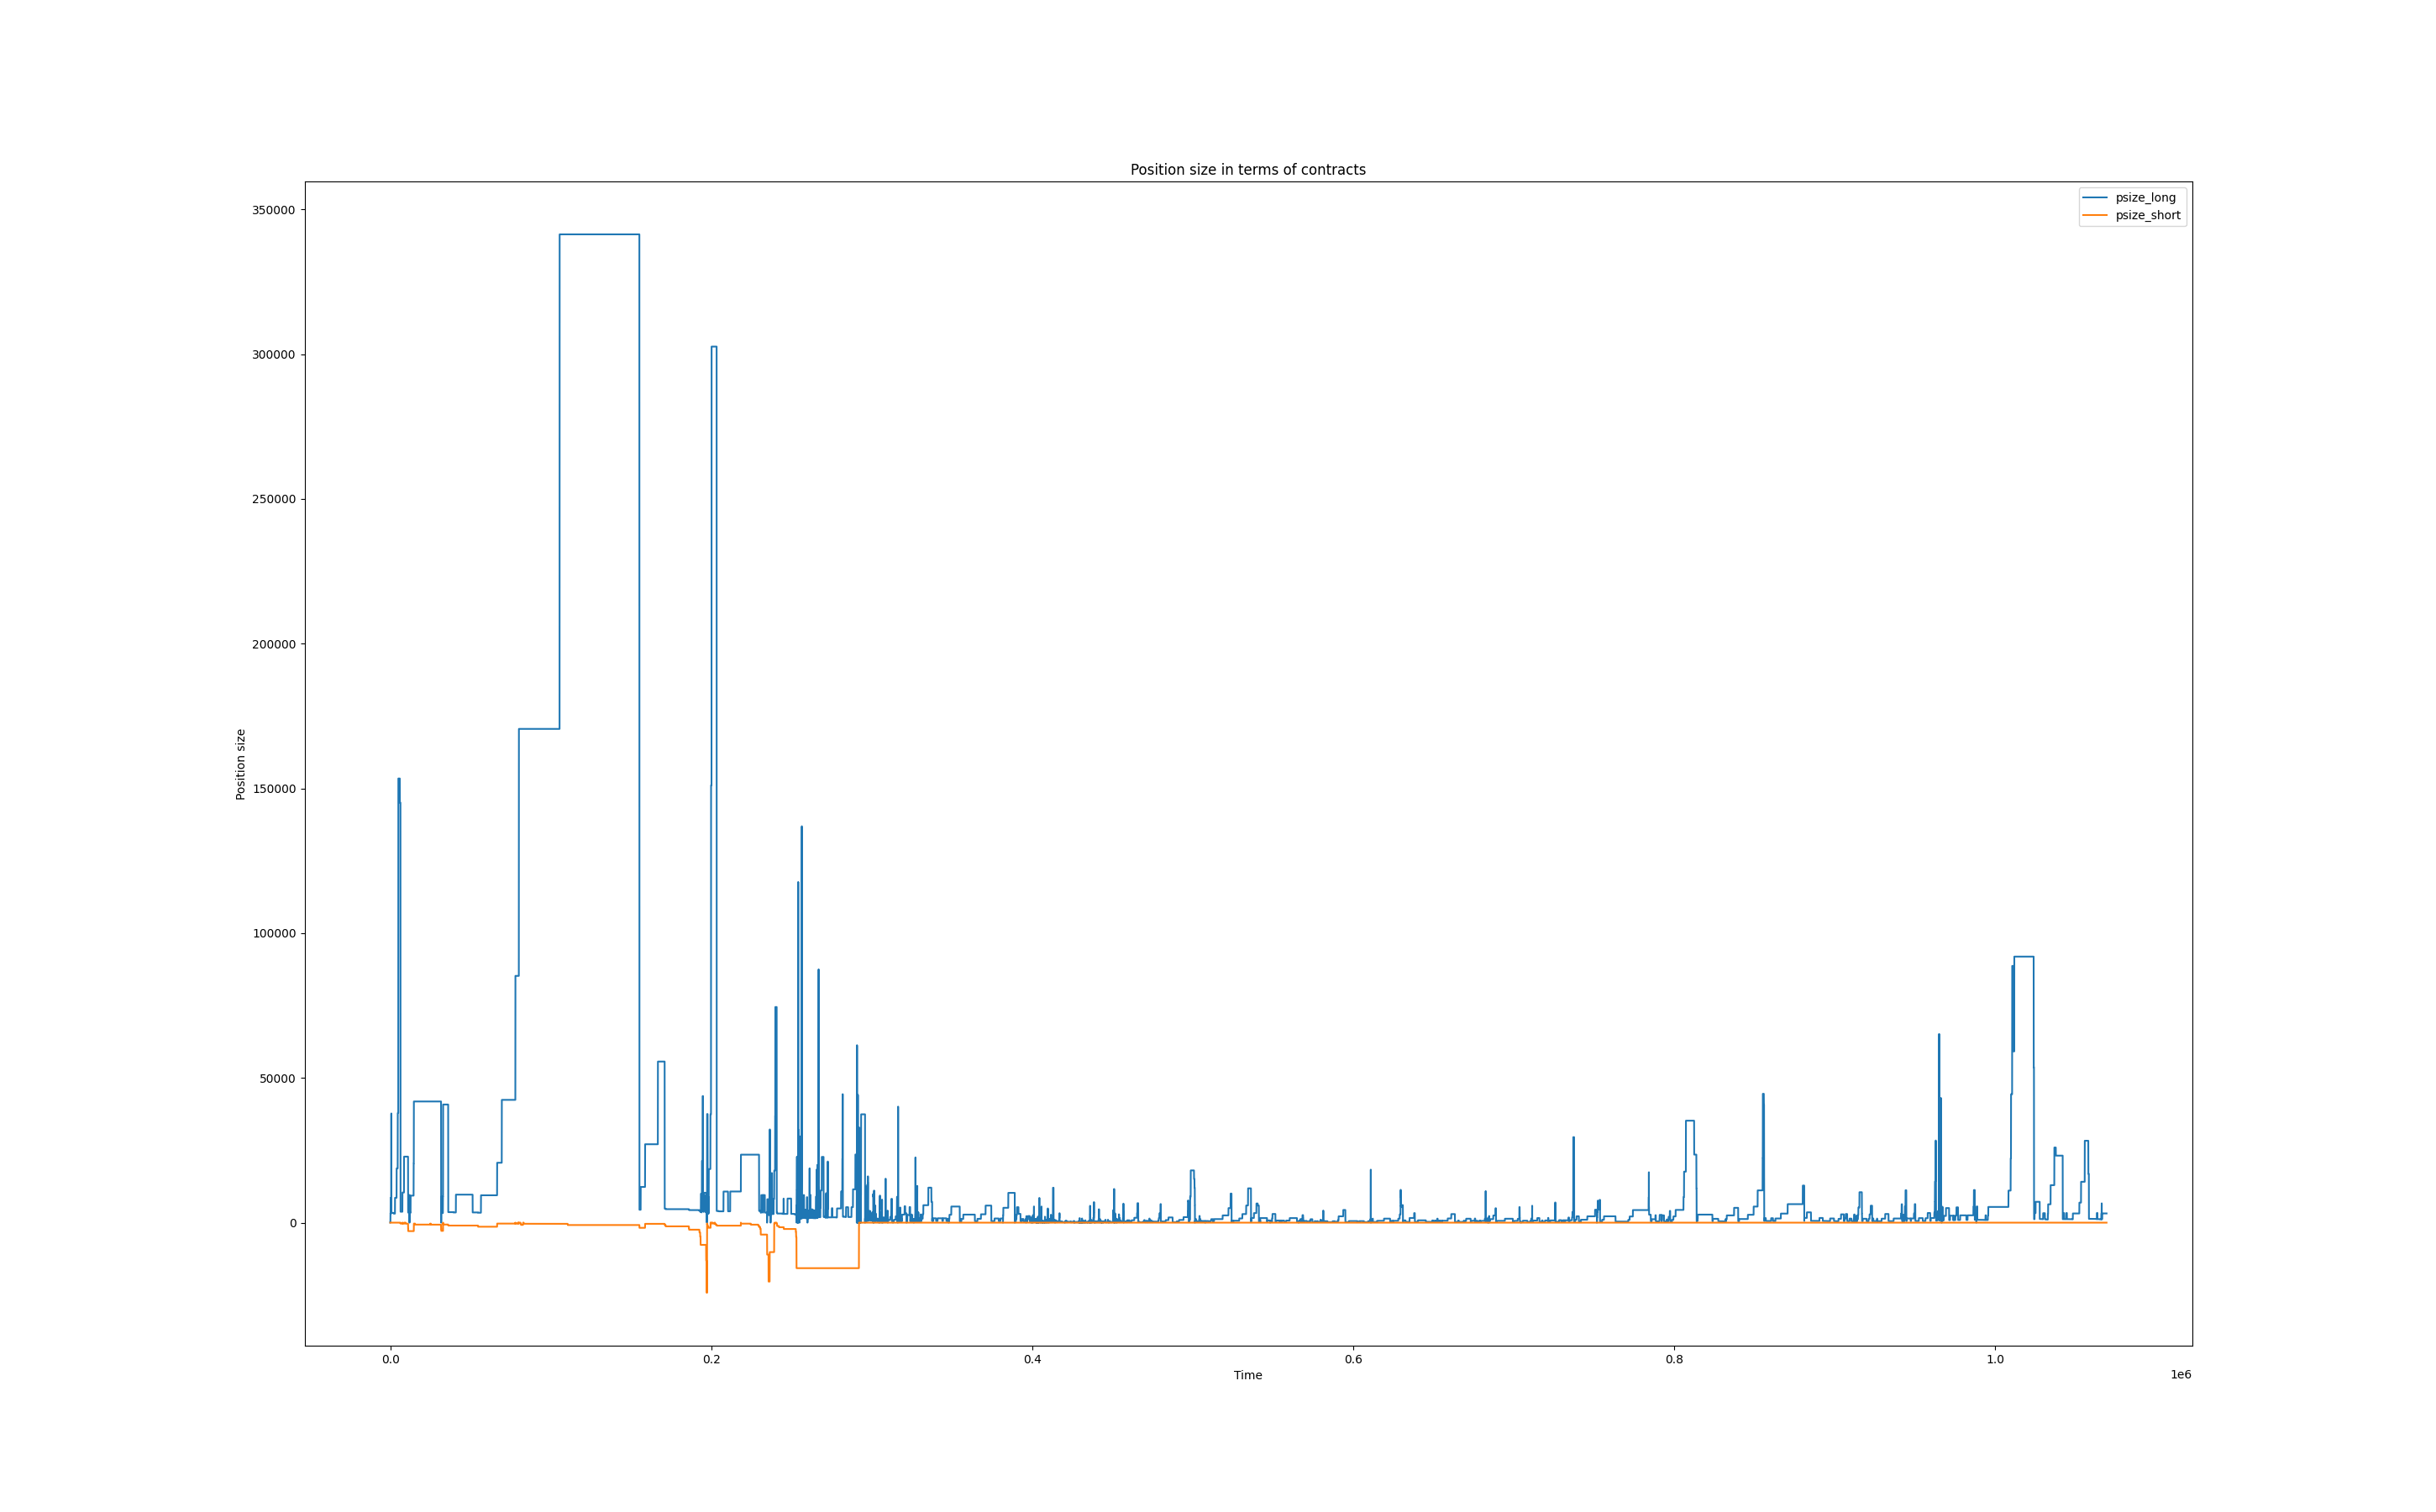 Position size in terms of contracts
psize_long
psize_short
Position size
350000
300000
250000
200000
150000
100000
50000
0
0.0
0.2
0.4
0.6
0.8
1.0
Time
1e6